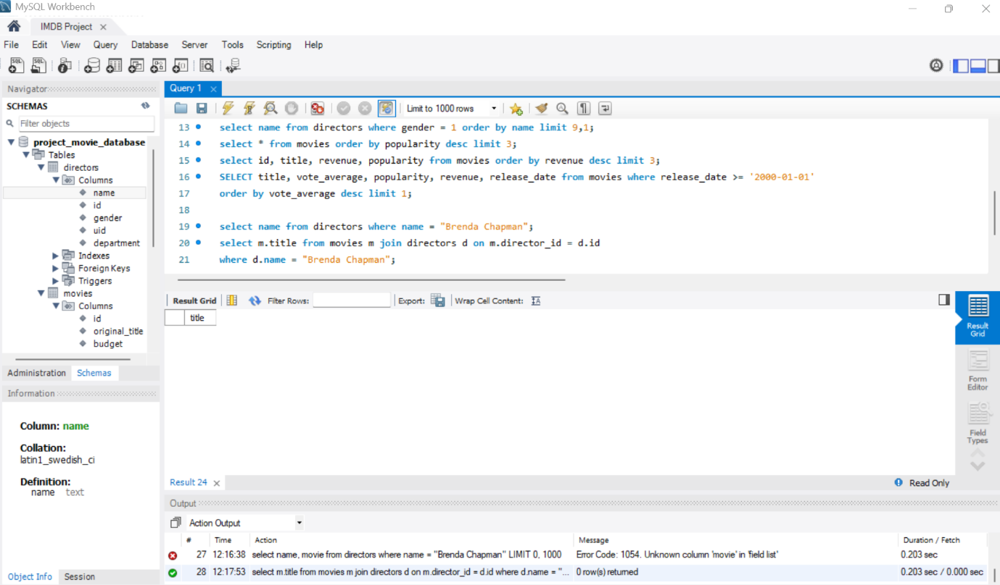 MySQL Workbench
IMDB Project
File Edit View Query Database Server Tools Scripting Help
Navigator
SCHEMAS
Filter objects
project_movie_database
Tables
directors
Columns
name
id
gender
uid
department
Indexes
Foreign Keys
Triggers
movies
Columns
id
original_title
budget
Administration Schemas
Information
Column: name
Collation:
latin1_swedish_ci
Definition:
name text
Object Info Session
Query 1
Limit to 1000 rows
13 select name from directors where gender = 1 order by name limit 9,1;
14 select * from movies order by popularity desc limit 3;
15 select id, title, revenue, popularity from movies order by revenue desc limit 3;
16 SELECT title, vote_average, popularity, revenue, release_date from movies where release_date >= '2000-01-01'
17 order by vote_average desc limit 1;
18
19 select name from directors where name = "Brenda Chapman";
20 select m.title from movies m join directors d on m.director_id = d.id
21 where d.name = "Brenda Chapman";
Result Grid Filter Rows: Export: Wrap Cell Content:
title
Result Grid
Form Editor
Field Types
Result 24
Read Only
Output
Action Output
# Time Action Message Duration / Fetch
27 12:16:38 select name, movie from directors where name = "Brenda Chapman" LIMIT 0, 1000 Error Code: 1054. Unknown column 'movie' in 'field list' 0.203 sec
28 12:17:53 select m.title from movies m join directors d on m.director_id = d.id where d.name = "... 0 row(s) returned 0.203 sec / 0.000 sec